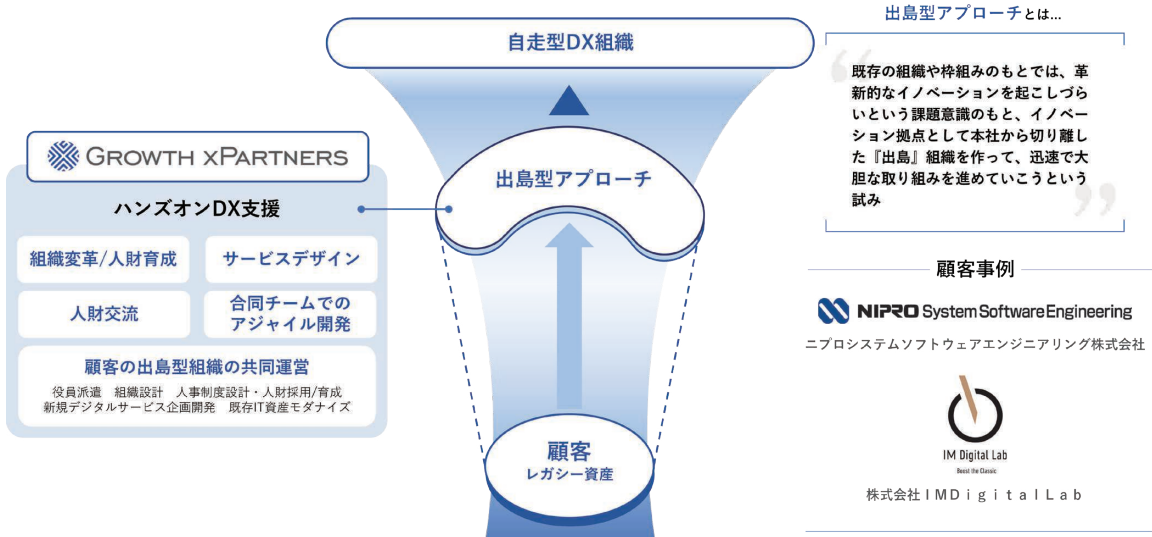 自走型DX組織
GROWTH XPARTNERS
ハンズオンDX支援
組織変革/人財育成
サービスデザイン
人財交流
合同チームでの
アジャイル開発
顧客の出島型組織の共同運営
役員派遣 組織設計 人事制度設計・人財採用/育成
新規デジタルサービス企画開発 既存IT資産モダナイズ
出島型アプローチ
顧客
レガシー資産
出島型アプローチとは...
“
既存の組織や枠組みのもとでは、革
新的なイノベーションを起こしづら
いという課題意識のもと、イノベー
ション拠点として本社から切り離し
た『出島』組織を作って、迅速で大
胆な取り組みを進めていこうという
試み
”
顧客事例
NIPRO System Software Engineering
ニプロシステムソフトウェアエンジニアリング株式会社
IM Digital Lab
Boost the Classic
株式会社ＩＭＤｉｇｉｔａｌＬａｂ